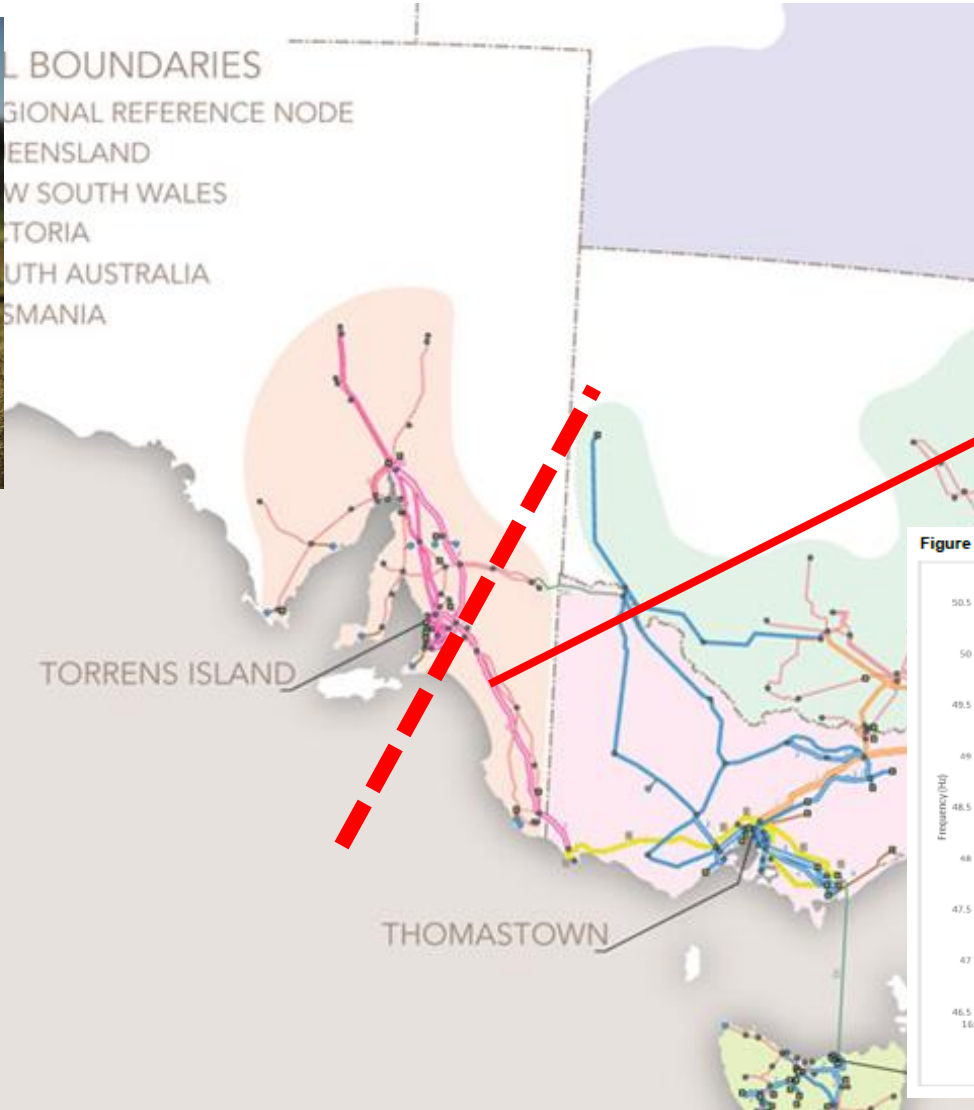 L BOUNDARIES
GIONAL REFERENCE NODE
EENSLAND
W SOUTH WALES
TORIA
UTH AUSTRALIA
SMANIA
TORRENS ISLAND
THOMASTOWN
Figure
Frequency (Hz)
50.5
50
49.5
49
48.5
48
47.5
47
46.5